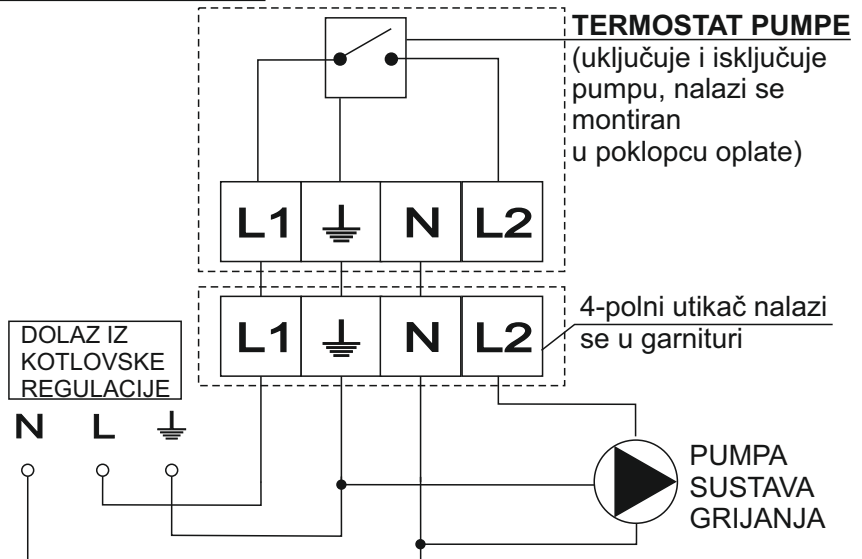 TERMOSTAT PUMPE
(uključuje i isključuje
pumpu, nalazi se
montiran
u poklopcu oplate)
L1 ⏚ N L2
L1 ⏚ N L2
4-polni utikač nalazi
se u garnituri
DOLAZ IZ
KOTLOVSKE
REGULACIJE
N L ⏚
PUMPA
SUSTAVA
GRIJANJA